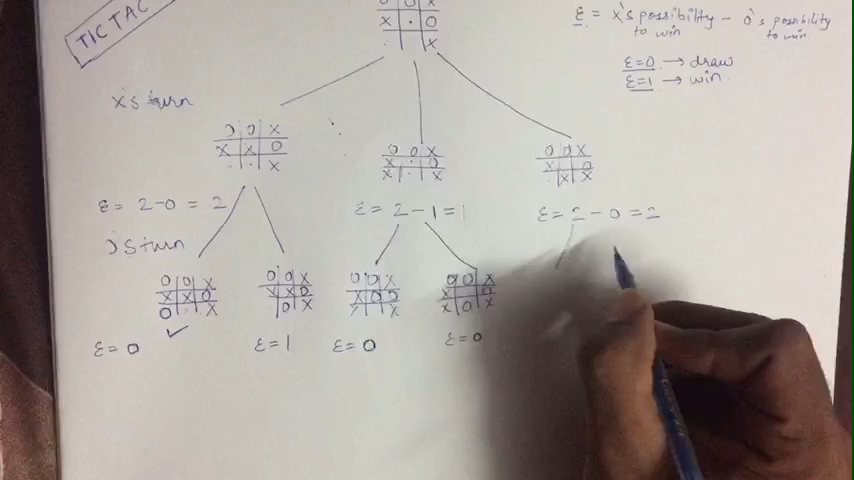 TIC TAC
O O X
X · O
X
ε = X's possibility – O's possibility
to win to win
ε=0 → draw
ε=1 → win
X's turn
O O X
X X O
X
O O X
X · O
X X
O O X
X O
X X
ε = 2-0 = 2
ε = 2-1=1
ε= 2-0=2
O's turn
O O X
X X O
O X
O O X
X X O
O X
O O X
X O O
X X
O O X
X O
X O X
ε= 0
ε= 1
ε= 0
ε= 0